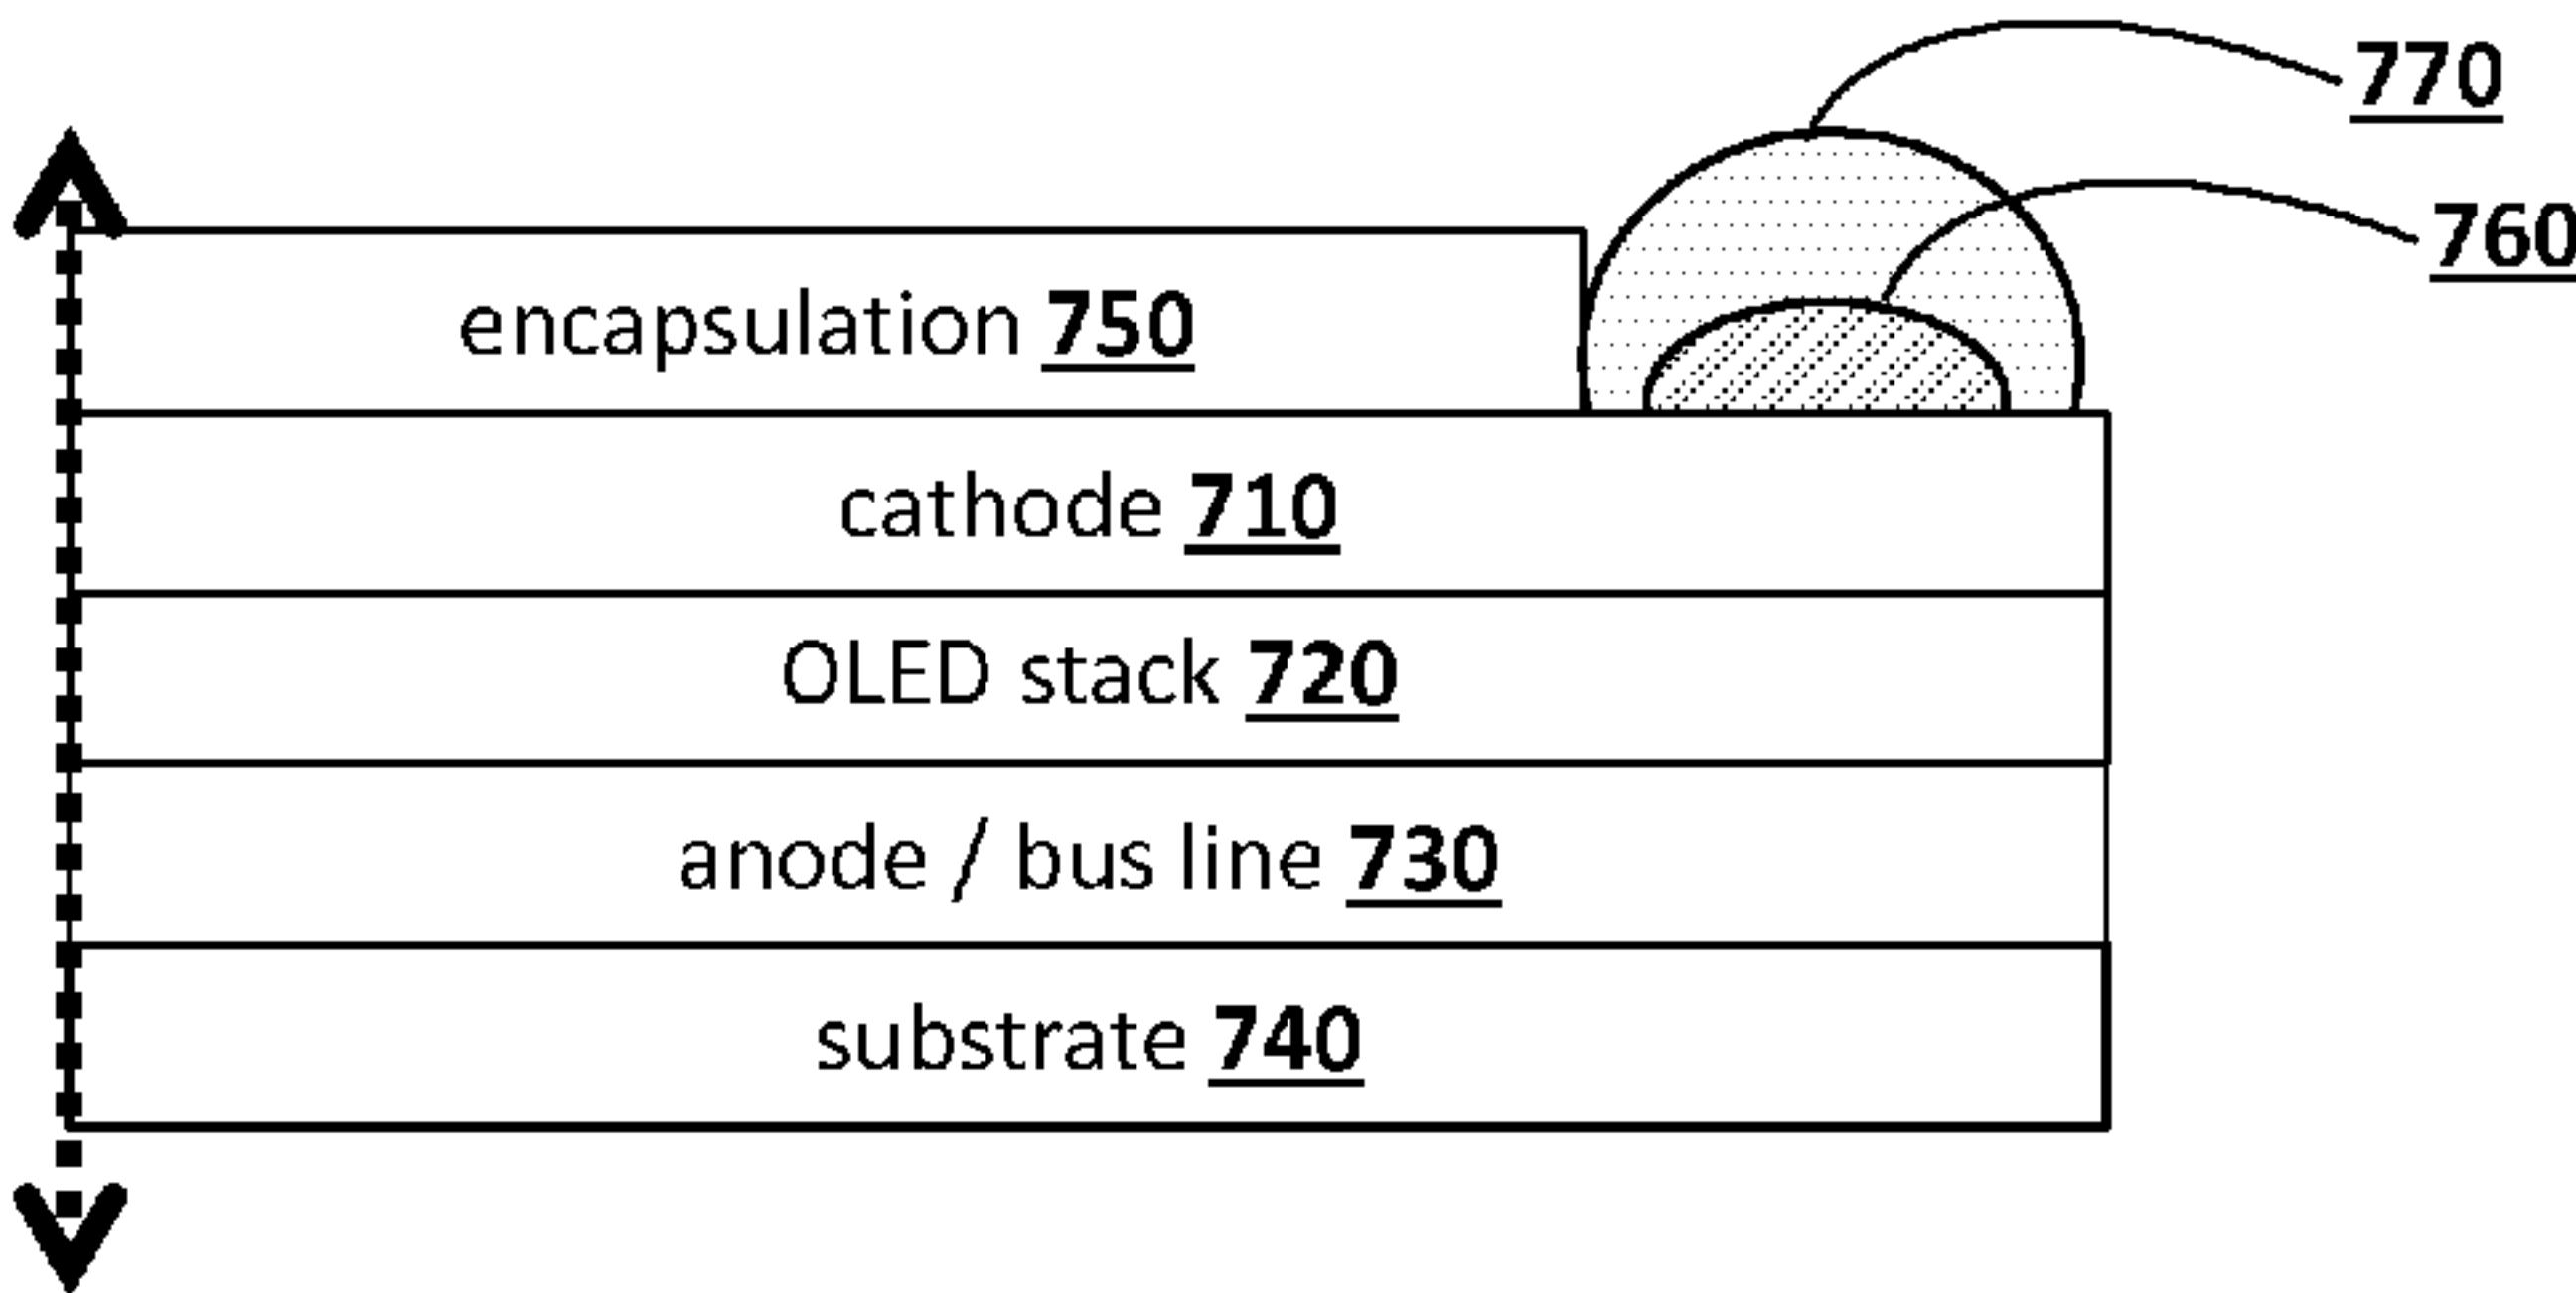 770
760
encapsulation 750
cathode 710
OLED stack 720
anode / bus line 730
substrate 740